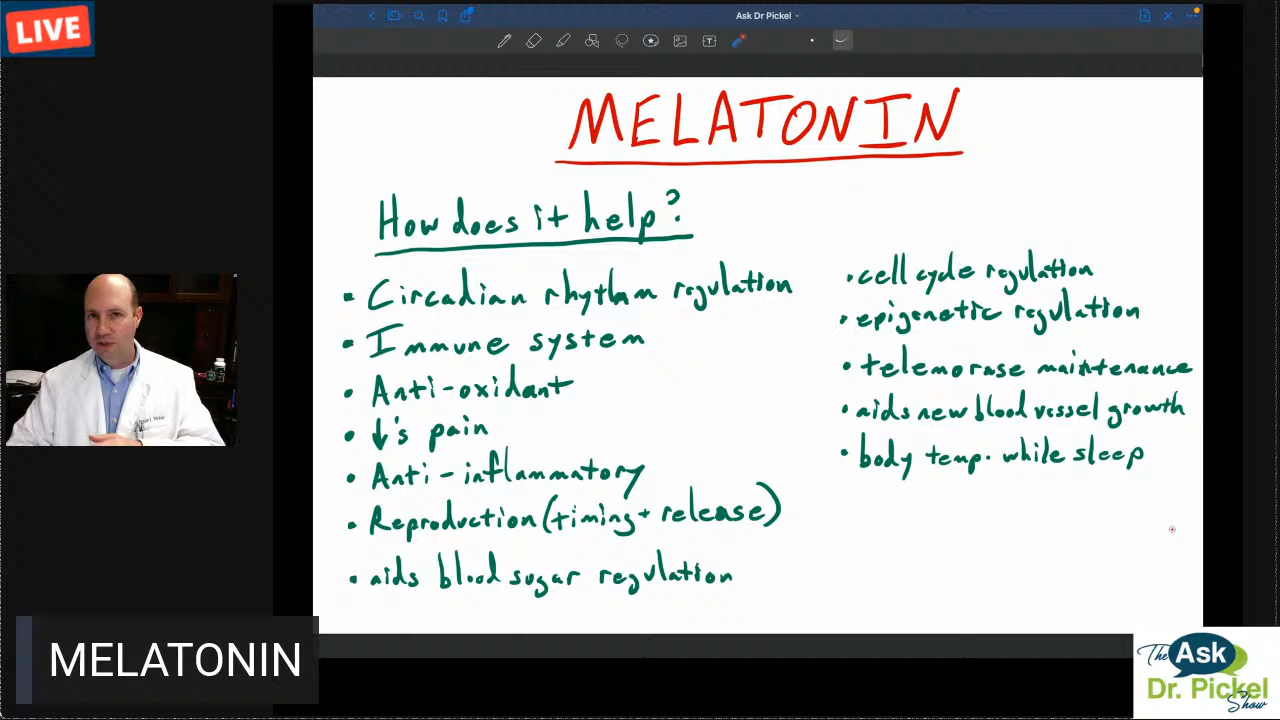 LIVE
Ask Dr Pickel
MELATONIN
How does it help?
• Circadian rhythm regulation
• Immune system
• Anti-oxidant
• ↓'s pain
• Anti-inflammatory
• Reproduction (timing + release)
• aids blood sugar regulation
• cell cycle regulation
• epigenetic regulation
• telemorase maintenance
• aids new blood vessel growth
• body temp. while sleep
MELATONIN
The Ask
Dr. Pickel
Show